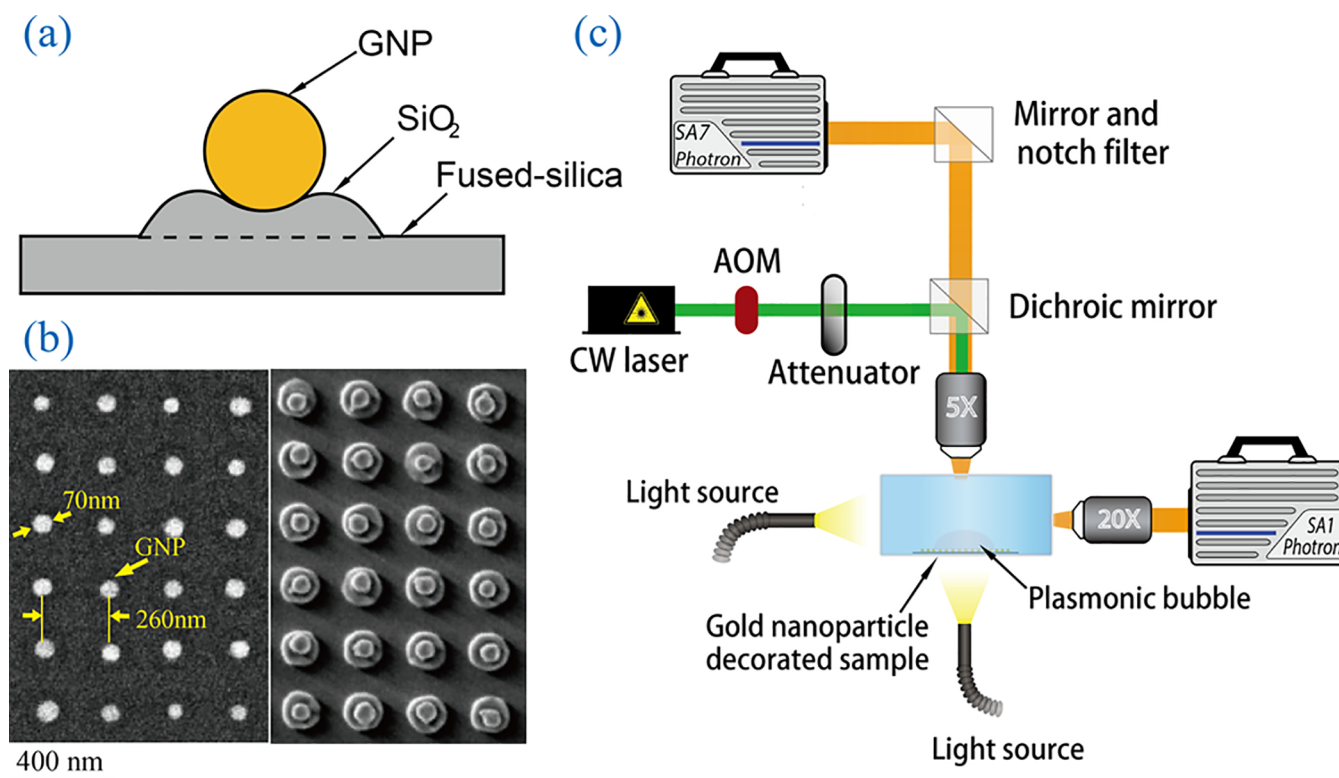 (a)
GNP
SiO₂
Fused-silica
(b)
70nm
GNP
260nm
400 nm
(c)
SA7
Photron
Mirror and
notch filter
AOM
CW laser
Attenuator
Dichroic mirror
5X
Light source
20X
SA1
Photron
Plasmonic bubble
Gold nanoparticle
decorated sample
Light source